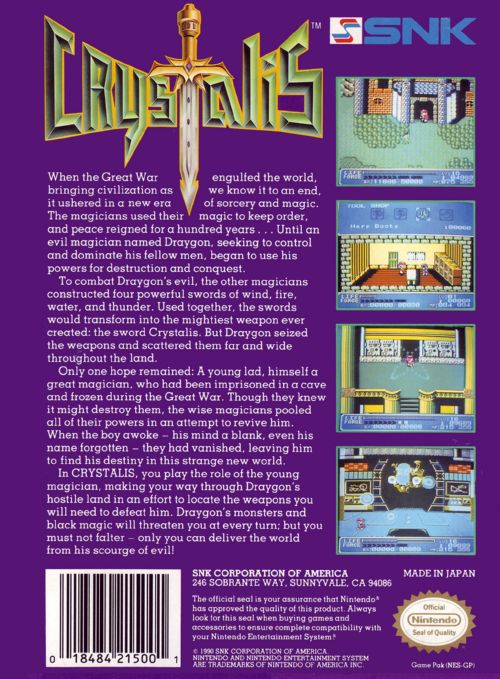 CRYSTALIS™
SNK
When the Great War engulfed the world,
bringing civilization as we know it to an end,
it ushered in a new era of sorcery and magic.
The magicians used their magic to keep order,
and peace reigned for a hundred years . . . Until an
evil magician named Draygon, seeking to control
and dominate his fellow men, began to use his
powers for destruction and conquest.
To combat Draygon's evil, the other magicians
constructed four powerful swords of wind, fire,
water, and thunder. Used together, the swords
would transform into the mightiest weapon ever
created: the sword Crystalis. But Draygon seized
the weapons and scattered them far and wide
throughout the land.
Only one hope remained: A young lad, himself a
great magician, who had been imprisoned in a cave
and frozen during the Great War. Though they knew
it might destroy them, the wise magicians pooled
all of their powers in an attempt to revive him.
When the boy awoke – his mind a blank, even his
name forgotten – they had vanished, leaving him
to find his destiny in this strange new world.
In CRYSTALIS, you play the role of the young
magician, making your way through Draygon's
hostile land in an effort to locate the weapons you
will need to defeat him. Draygon's monsters and
black magic will threaten you at every turn; but you
must not falter – only you can deliver the world
from his scourge of evil!
LIFE
FORCE
TOOL SHOP
Warp Boots
LIFE
FORCE
LIFE
FORCE
LIFE
FORCE
SNK CORPORATION OF AMERICA
246 SOBRANTE WAY, SUNNYVALE, CA 94086
MADE IN JAPAN
The official seal is your assurance that Nintendo®
has approved the quality of this product. Always
look for this seal when buying games and
accessories to ensure complete compatibility with
your Nintendo Entertainment System.®
© 1990 SNK CORPORATION OF AMERICA.
NINTENDO AND NINTENDO ENTERTAINMENT SYSTEM
ARE TRADEMARKS OF NINTENDO OF AMERICA INC.
Official
Nintendo
Seal of Quality
Game Pak (NES-GP)
0 18484 21500 1